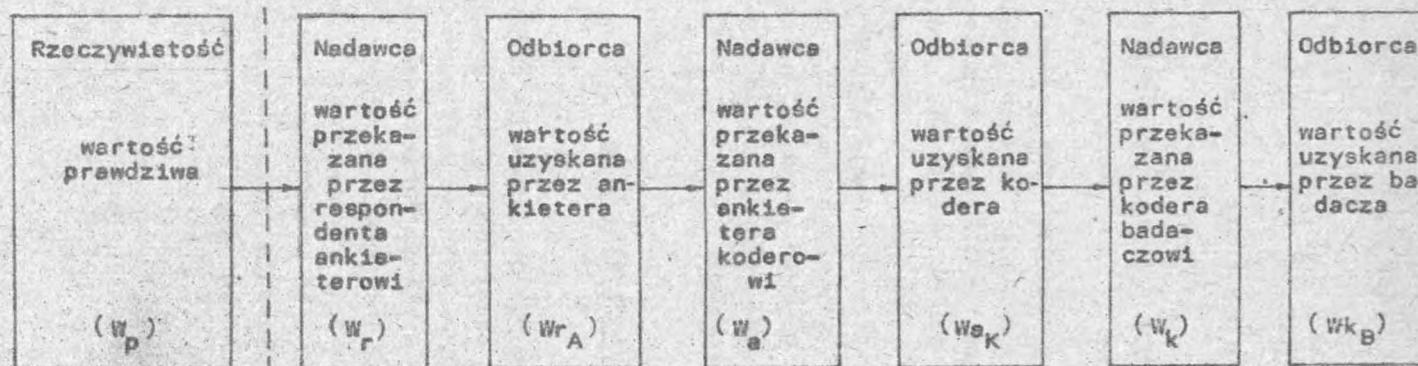 Rzeczywistość
wartość
prawdziwa
(Wp)
Nadawca
wartość
przeka-
zana
przez
respon-
denta
ankie-
terowi
(Wr)
Odbiorca
wartość
uzyskana
przez an-
kietera
(WrA)
Nadawca
wartość
przeka-
zana
przez
ankie-
tera
kodero-
wi
(Wa)
Odbiorca
wartość
uzyskana
przez ko-
dera
(WaK)
Nadawca
wartość
przeka-
zana
przez
kodera
bada-
czowi
(Wk)
Odbiorca
wartość
uzyskana
przez ba
dacza
(WkB)